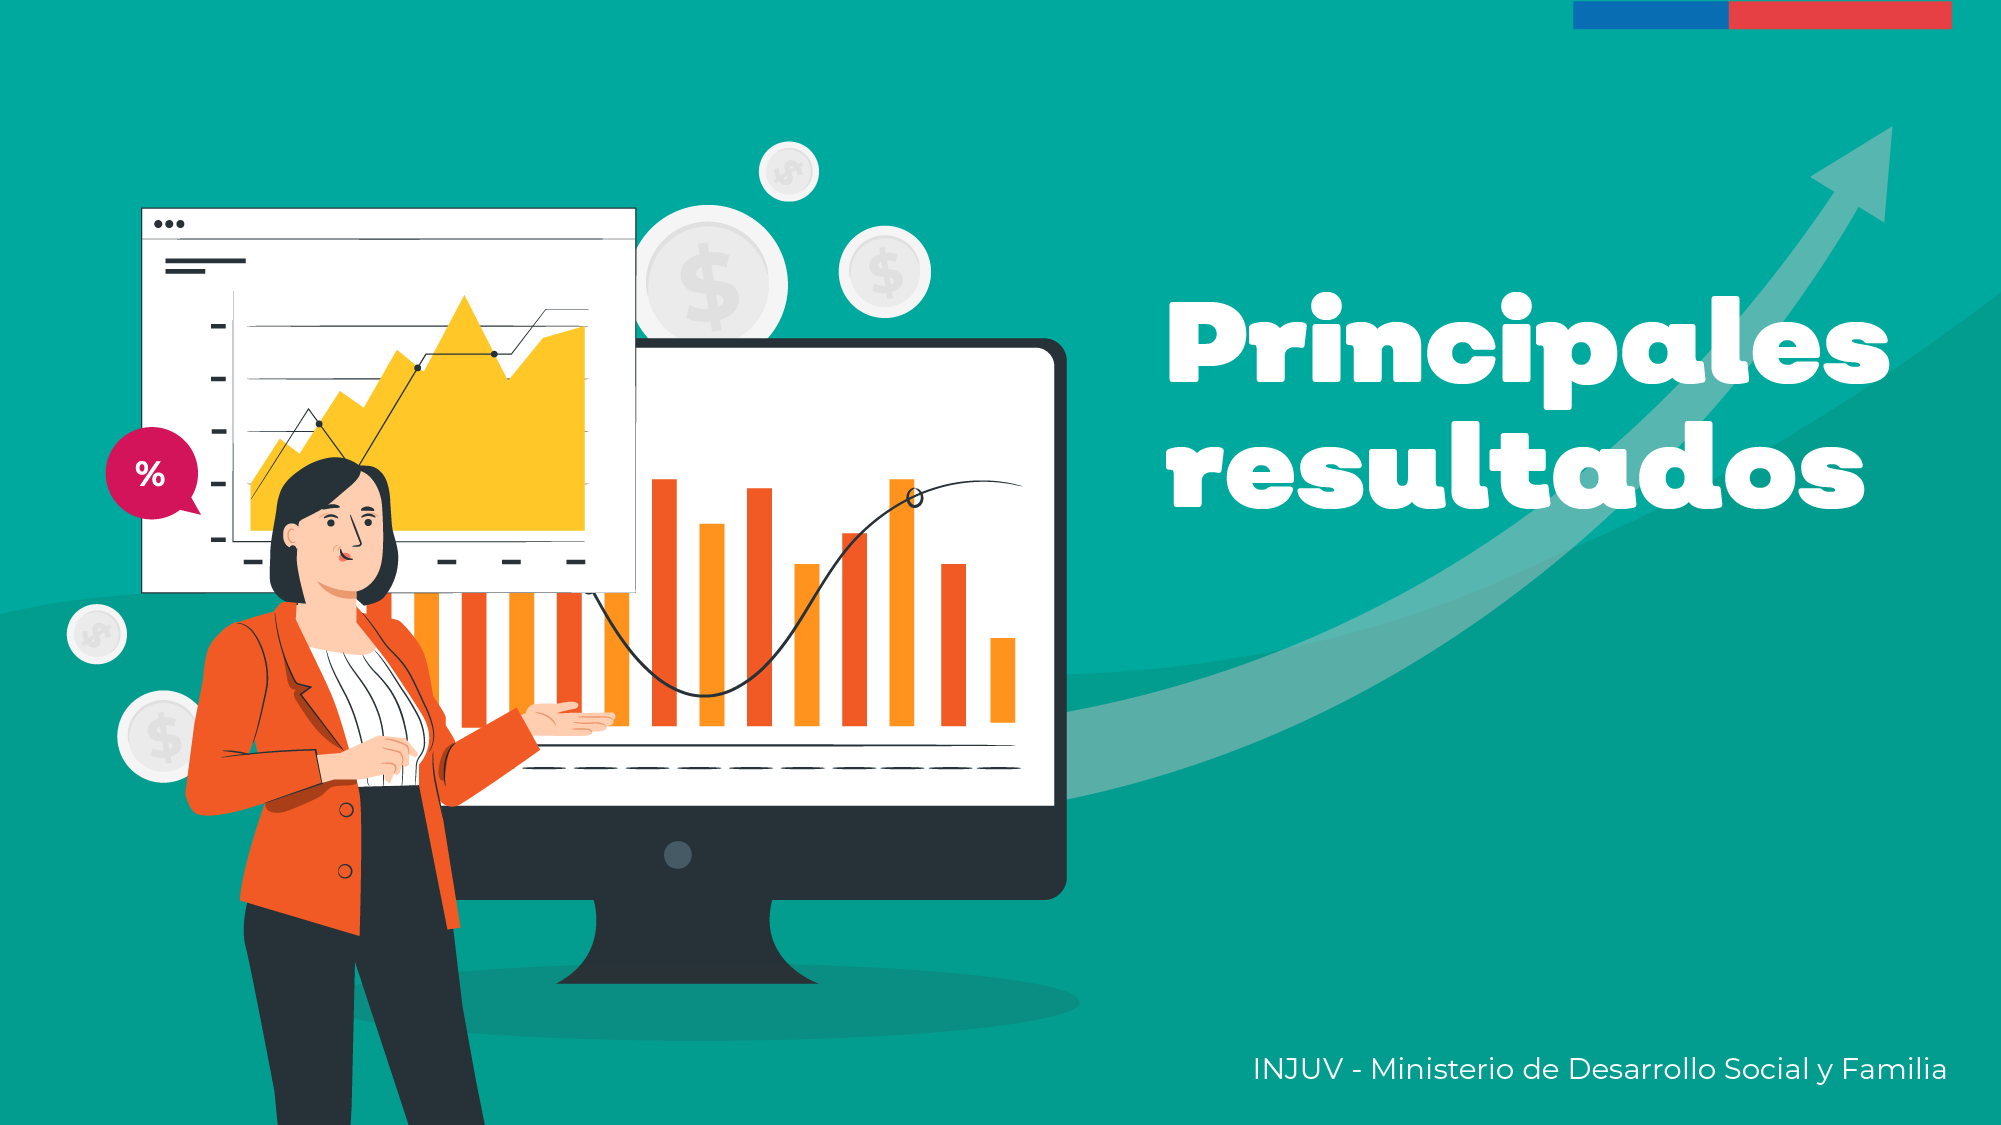 Principales
resultados
%
$
$
$
$
$
INJUV - Ministerio de Desarrollo Social y Familia